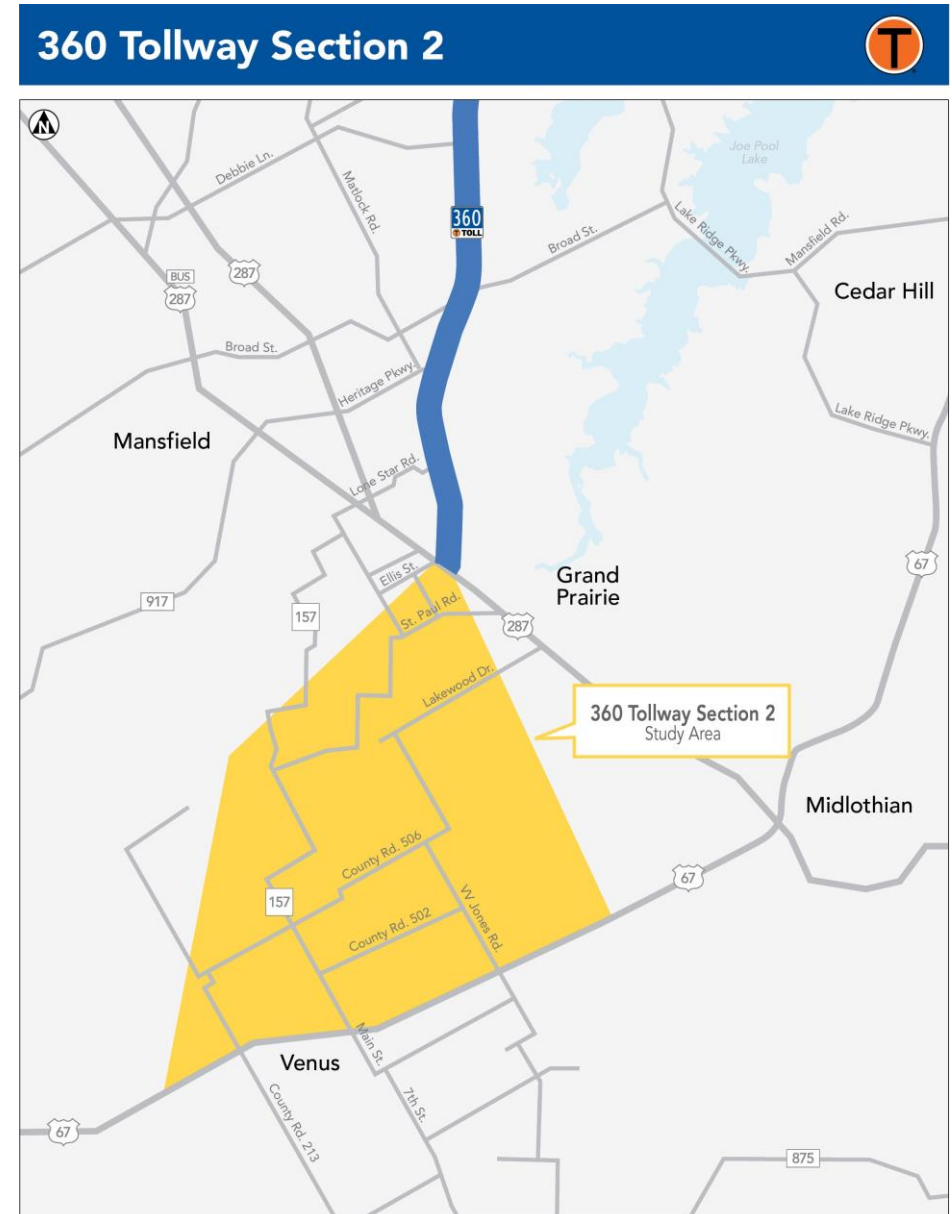 360 Tollway Section 2
T
N
Joe Pool
Lake
Debbie Ln.
Matlock Rd.
360
T TOLL
Broad St.
Lake Ridge Pkwy.
Mansfield Rd.
Cedar Hill
BUS
287
287
Broad St.
Heritage Pkwy.
Lake Ridge Pkwy.
Mansfield
Lone Star Rd.
67
Ellis St.
Grand
Prairie
917
157
St. Paul Rd.
287
Lakewood Dr.
360 Tollway Section 2
Study Area
Midlothian
County Rd. 506
67
157
VV Jones Rd.
County Rd. 502
Main St.
Venus
County Rd. 213
7th St.
67
875